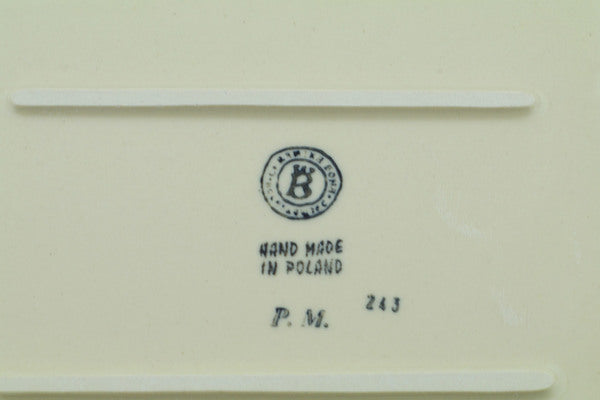 B
HAND MADE
IN POLAND
P. M.
243